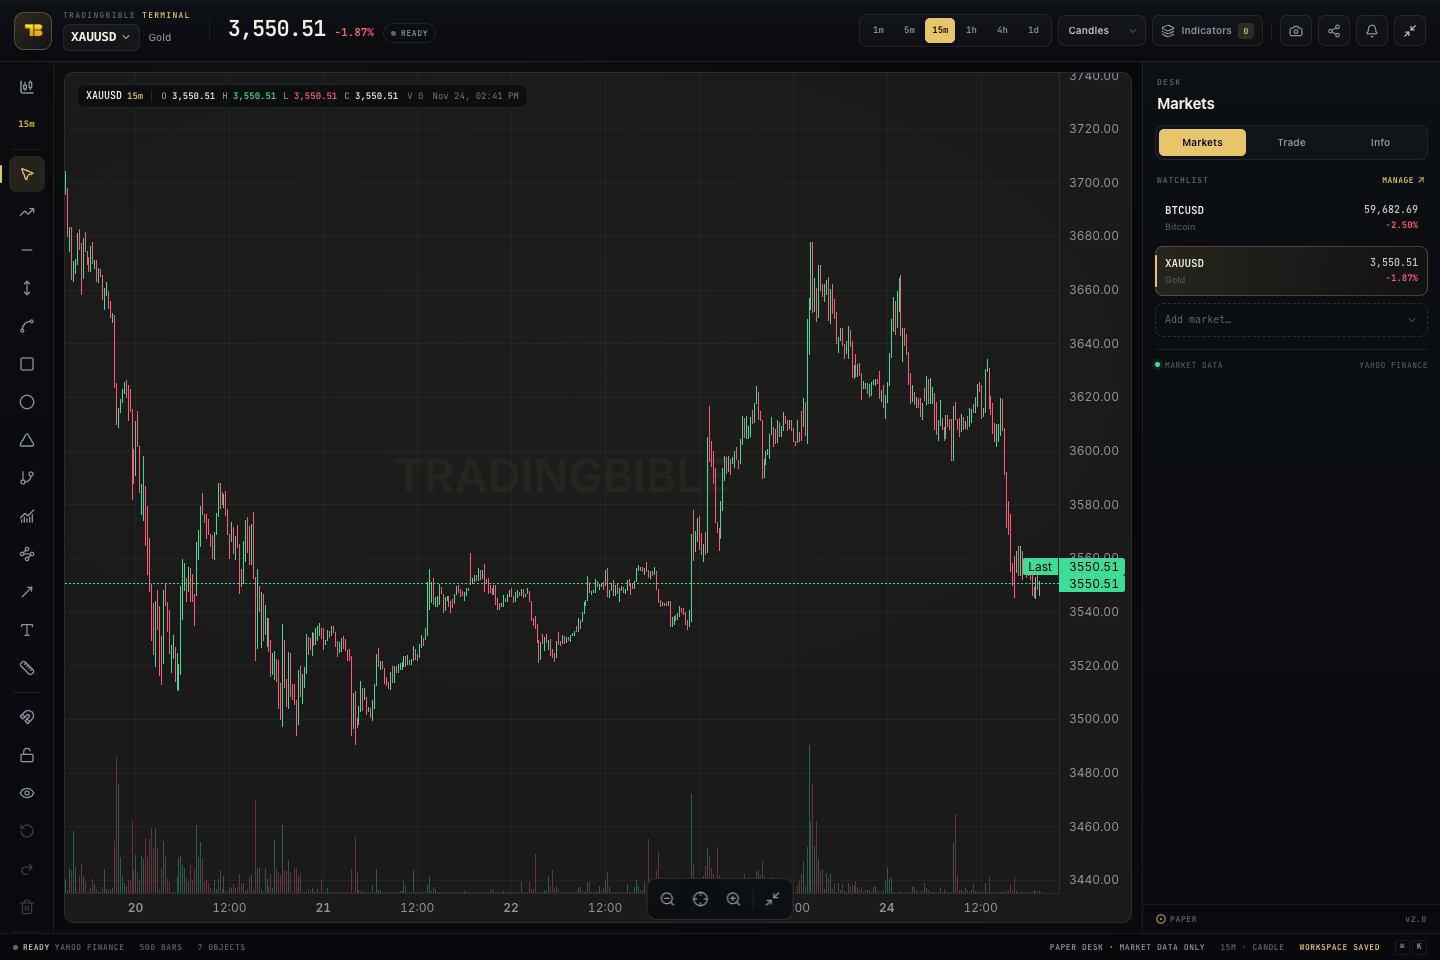 TRADINGBIBLE TERMINAL
XAUUSD Gold
3,550.51 -1.87% READY
1m 5m 15m 1h 4h 1d
Candles
Indicators 0
15m
XAUUSD 15m O 3,550.51 H 3,550.51 L 3,550.51 C 3,550.51 V 0 Nov 24, 02:41 PM
TRADINGBIBLE
3740.00
3720.00
3700.00
3680.00
3660.00
3640.00
3620.00
3600.00
3580.00
3560.00
Last 3550.51
3550.51
3540.00
3520.00
3500.00
3480.00
3460.00
3440.00
20 12:00 21 12:00 22 12:00 :00 24 12:00
DESK
Markets
Markets Trade Info
WATCHLIST MANAGE
BTCUSD 59,682.69
Bitcoin -2.50%
XAUUSD 3,550.51
Gold -1.87%
Add market…
MARKET DATA YAHOO FINANCE
PAPER v2.0
READY YAHOO FINANCE 500 BARS 7 OBJECTS
PAPER DESK · MARKET DATA ONLY 15M · CANDLE WORKSPACE SAVED ⌘ K